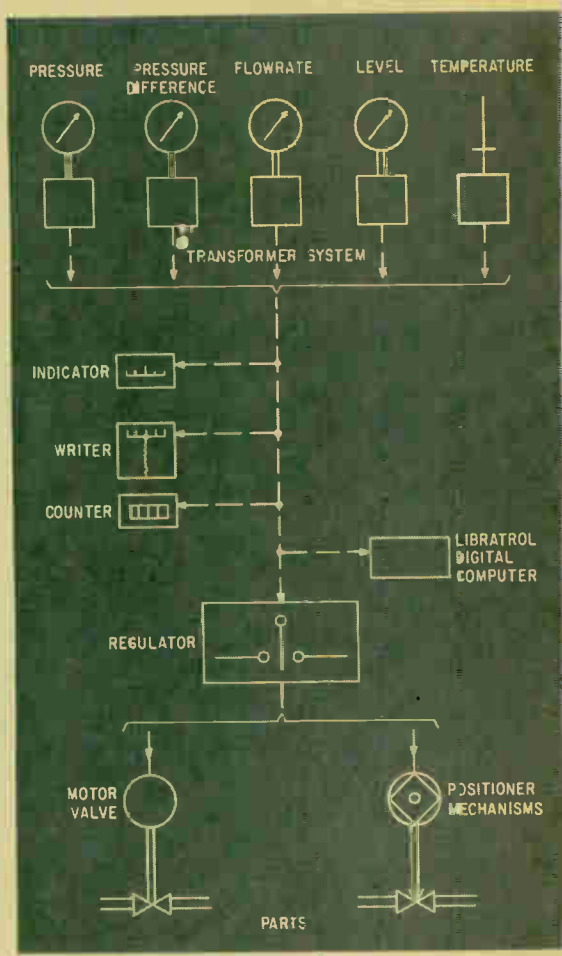 PRESSURE
PRESSURE
DIFFERENCE
FLOWRATE
LEVEL
TEMPERATURE
TRANSFORMER SYSTEM
INDICATOR
WRITER
COUNTER
LIBRATROL
DIGITAL
COMPUTER
REGULATOR
MOTOR
VALVE
POSITIONER
MECHANISMS
PARTS